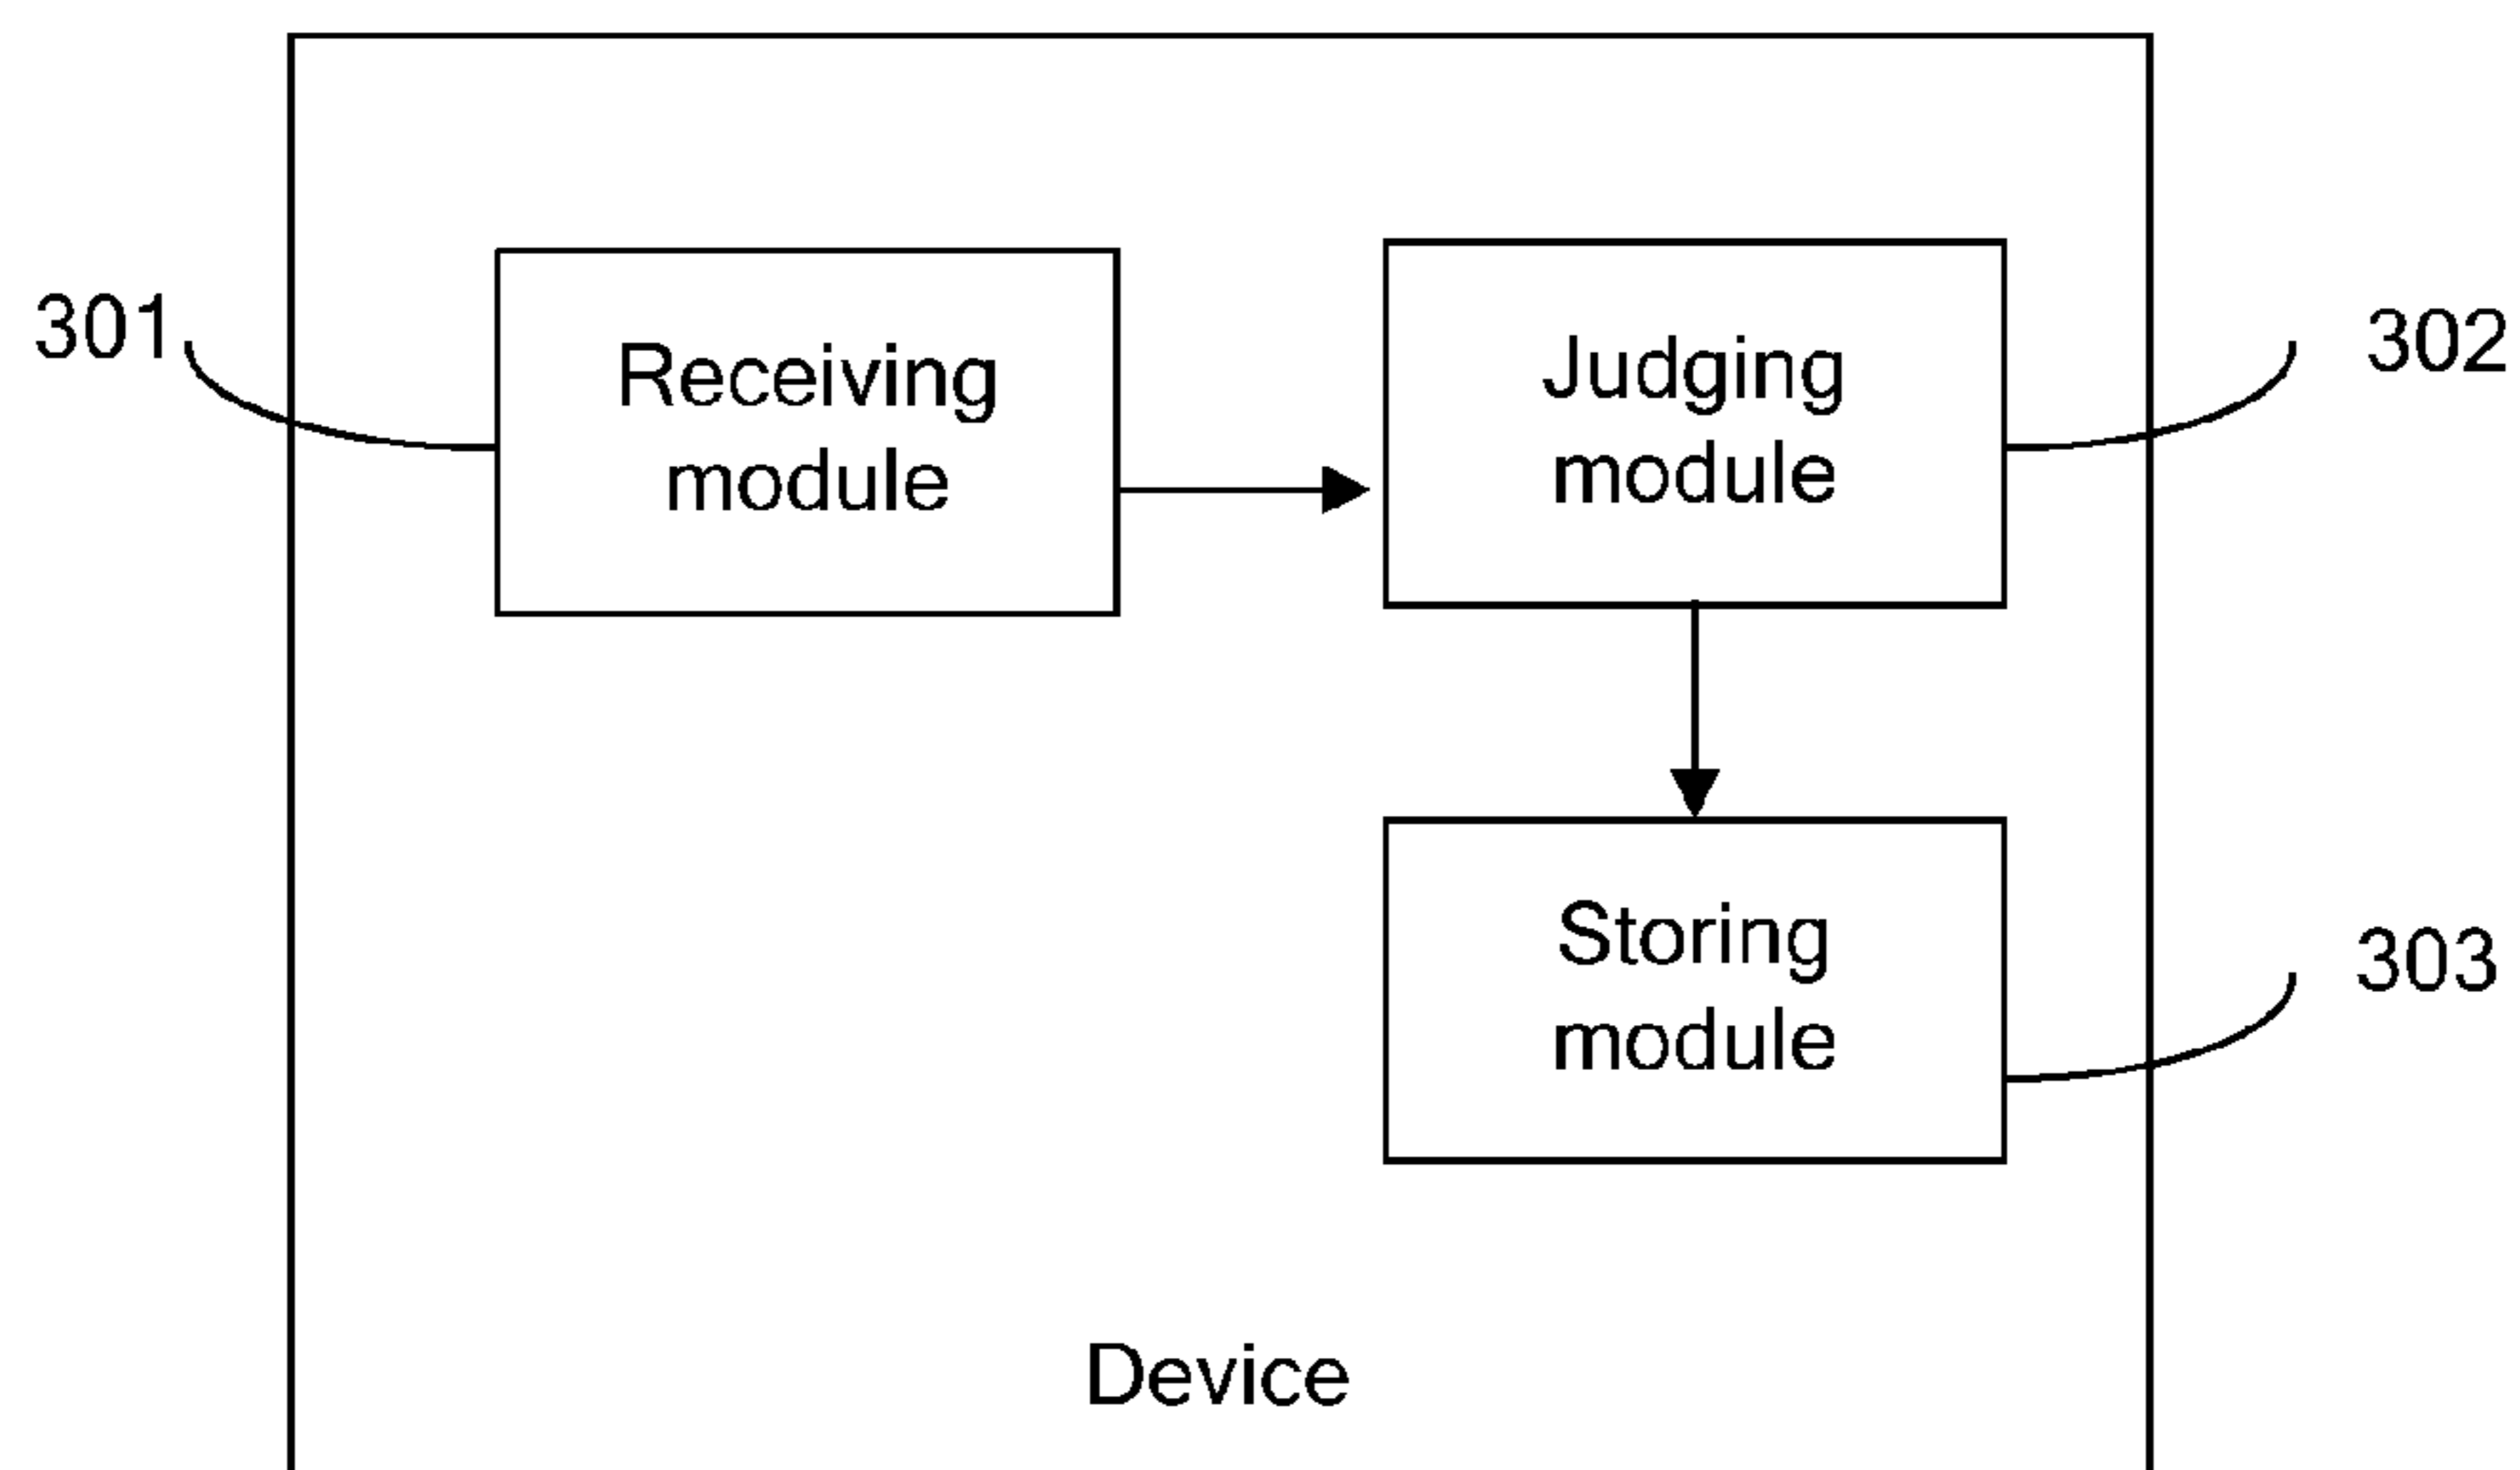 301
Receiving
module
Judging
module
302
Storing
module
303
Device